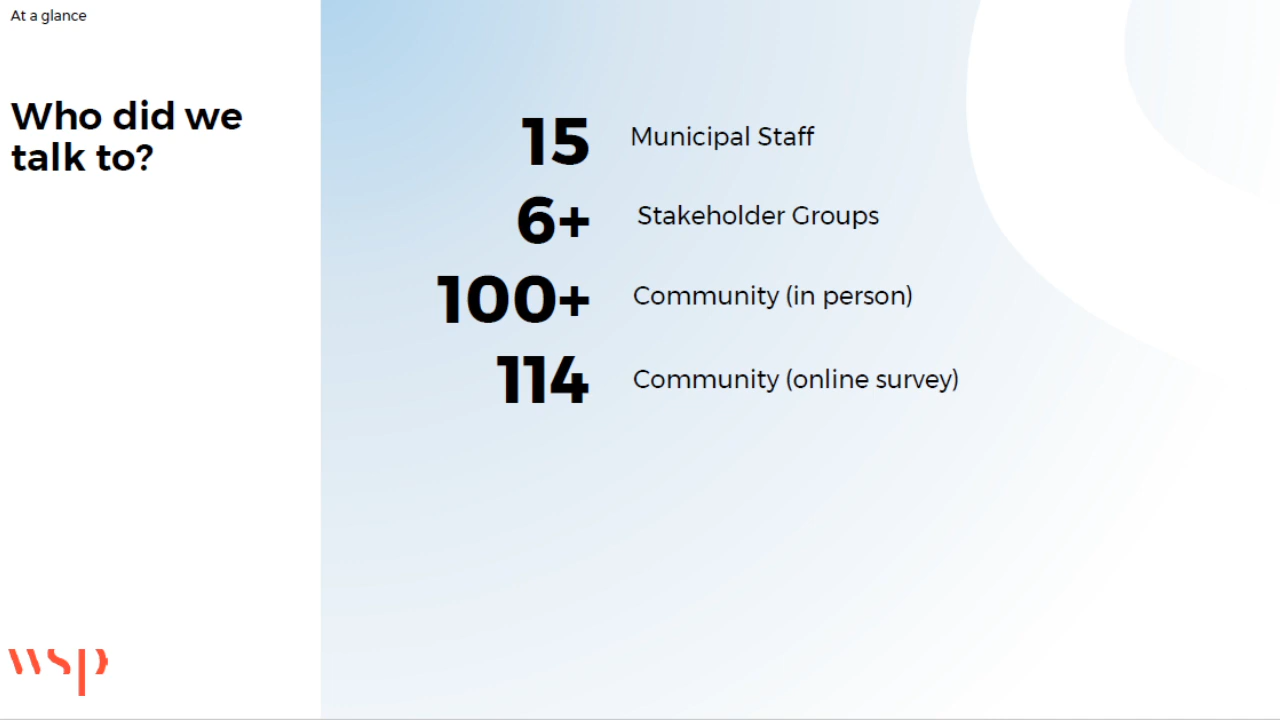 At a glance
Who did we
talk to?
15 Municipal Staff
6+ Stakeholder Groups
100+ Community (in person)
114 Community (online survey)
wsp